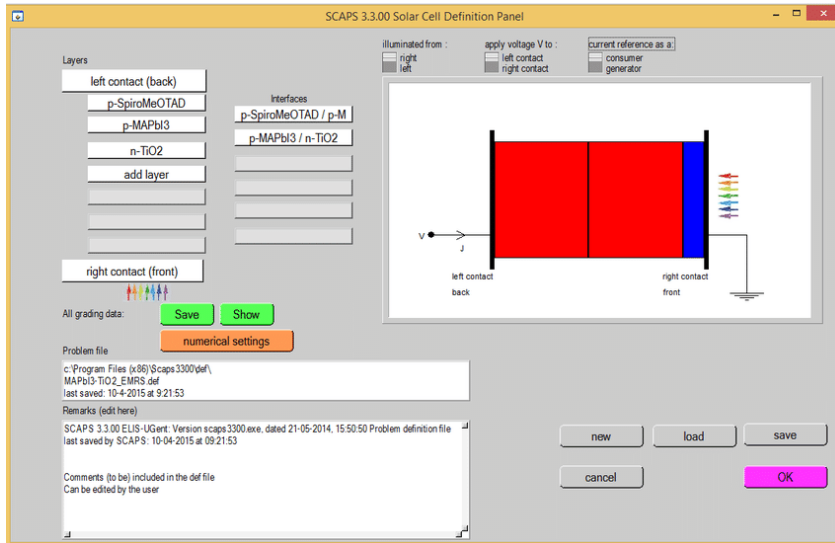 SCAPS 3.3.00 Solar Cell Definition Panel
Layers
left contact (back)
p-SpiroMeOTAD
p-MAPbI3
n-TiO2
add layer
right contact (front)
Interfaces
p-SpiroMeOTAD / p-M
p-MAPbI3 / n-TiO2
illuminated from :
right
left
apply voltage V to :
left contact
right contact
current reference as a:
consumer
generator
V
J
left contact
back
right contact
front
All grading data:
Save
Show
numerical settings
Problem file
c:\Program Files (x86)\Scaps3300\def\
MAPbI3-TiO2_EMRS.def
last saved: 10-4-2015 at 9:21:53
Remarks (edit here)
SCAPS 3.3.00 ELIS-UGent: Version scaps3300.exe, dated 21-05-2014, 15:50:50 Problem definition file
last saved by SCAPS: 10-04-2015 at 09:21:53
Comments (to be) included in the def file
Can be edited by the user
new
load
save
cancel
OK